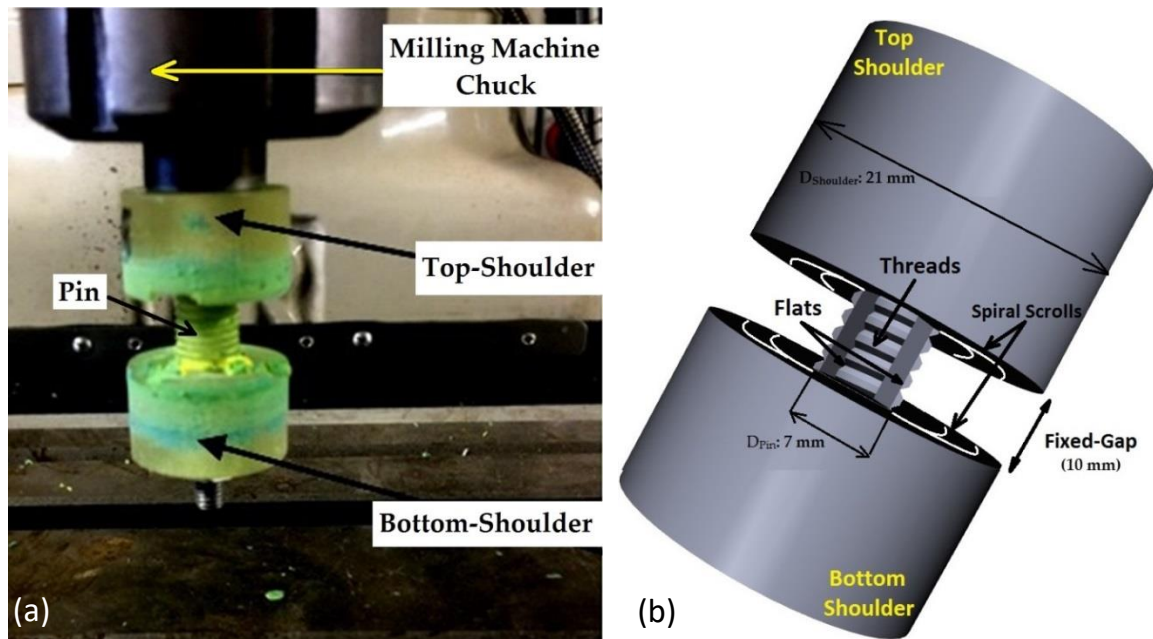 Milling Machine
Chuck
Top-Shoulder
Pin
Bottom-Shoulder
(a)
Top
Shoulder
DShoulder: 21 mm
Threads
Flats
Spiral Scrolls
DPin: 7 mm
Fixed-Gap
(10 mm)
Bottom
Shoulder
(b)